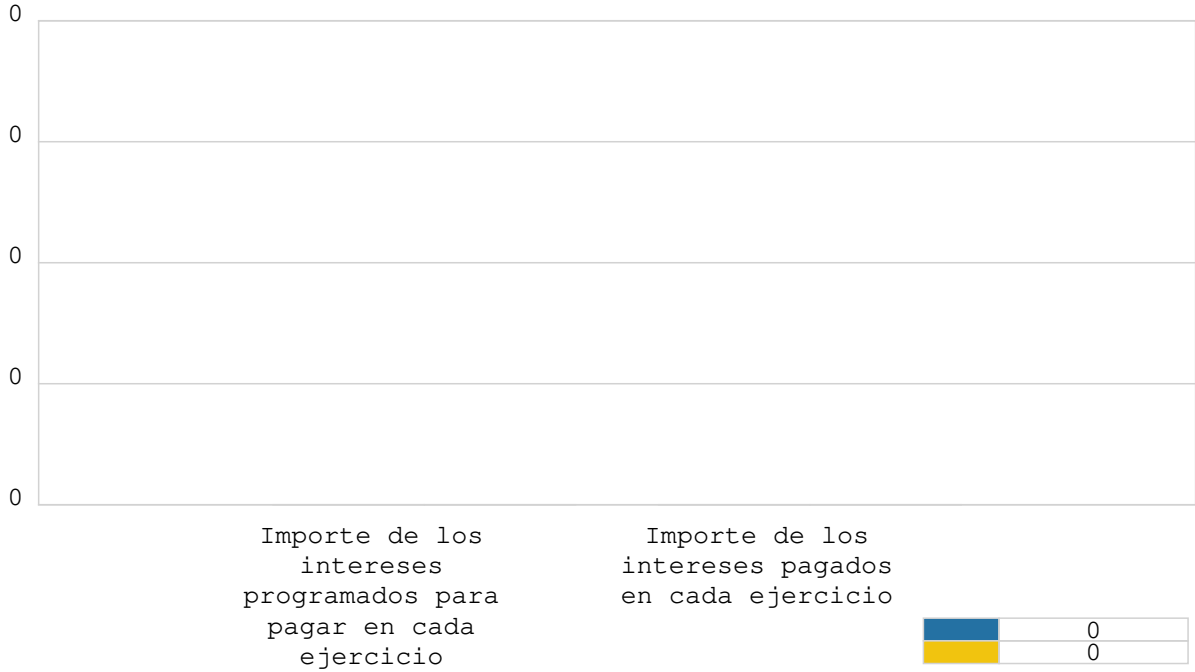 0
0
0
0
0
Importe de los
intereses
programados para
pagar en cada
ejercicio
Importe de los
intereses pagados
en cada ejercicio
0
0